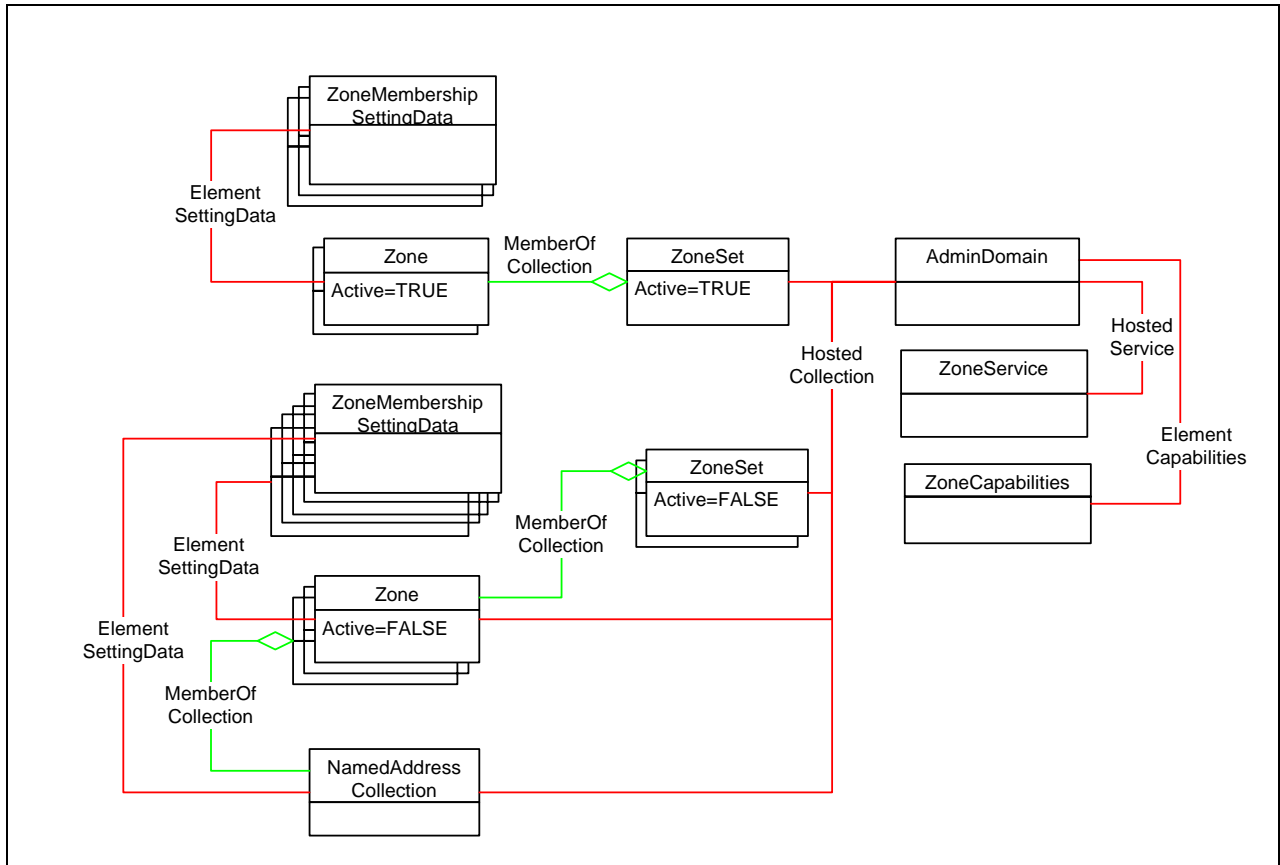 ZoneMembership
SettingData
Element
SettingData
Zone
Active=TRUE
MemberOf
Collection
ZoneSet
Active=TRUE
AdminDomain
Hosted
Service
Hosted
Collection
ZoneService
Element
Capabilities
ZoneCapabilities
ZoneMembership
SettingData
ZoneSet
Active=FALSE
MemberOf
Collection
Element
SettingData
Zone
Active=FALSE
Element
SettingData
MemberOf
Collection
NamedAddress
Collection